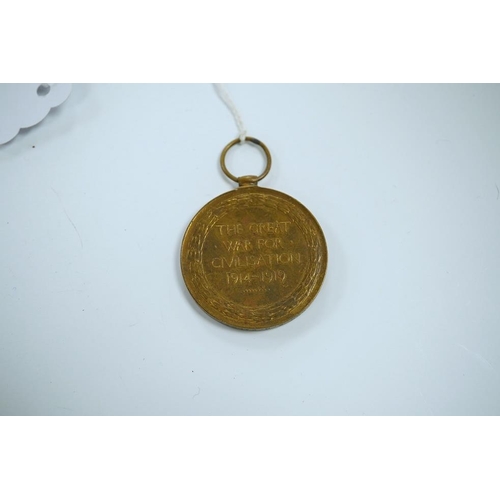 THE GREAT
WAR FOR
CIVILISATION
1914-1919